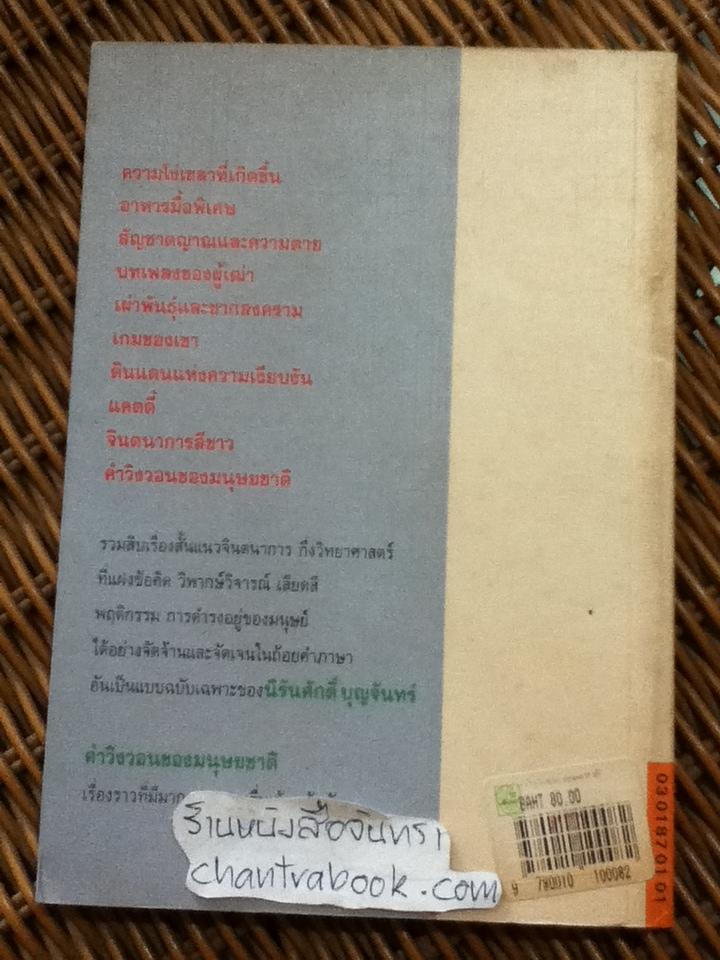 ความโง่เขลาที่เกิดขึ้น
อาหารมื้อพิเศษ
สัญชาตญาณและความตาย
บทเพลงของผู้เฒ่า
เผ่าพันธุ์และซากสงคราม
เกมของเขา
ดินแดนแห่งความเงียบงัน
แคตตี้
จินตนาการสีขาว
คำวิงวอนของมนุษยชาติ
รวมสิบเรื่องสั้นแนวจินตนาการ กึ่งวิทยาศาสตร์
ที่แฝงข้อคิด วิพากษ์วิจารณ์ เสียดสี
พฤติกรรม การดำรงอยู่ของมนุษย์
ได้อย่างจัดจ้านและจัดเจนในถ้อยคำภาษา
อันเป็นแบบฉบับเฉพาะของนิรันศักดิ์ บุญจันทร์
คำวิงวอนของมนุษยชาติ
เรื่องราวที่มีมาก
ร้านหนังสือจันทรา
chantrabook.com
BAHT 80.00
9 790010 100082
0301870101